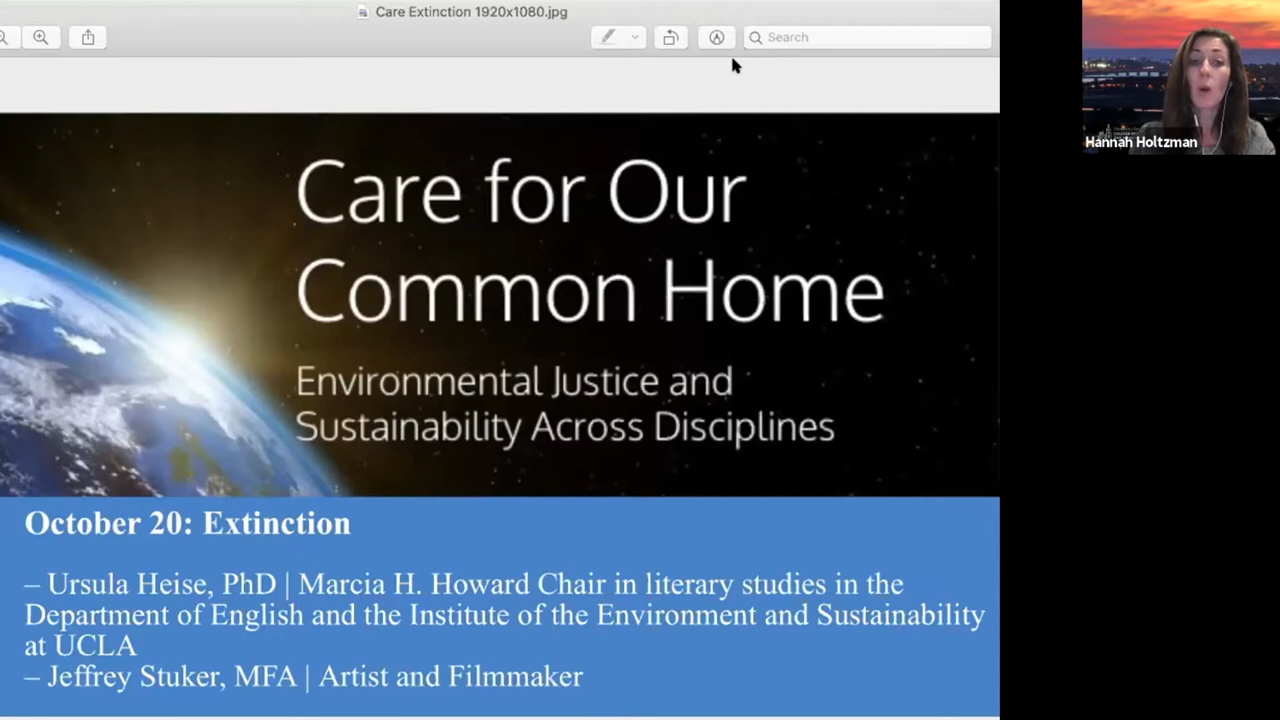 Care Extinction 1920x1080.jpg
Search
Hannah Holtzman
Care for Our
Common Home
Environmental Justice and
Sustainability Across Disciplines
October 20: Extinction
– Ursula Heise, PhD | Marcia H. Howard Chair in literary studies in the
Department of English and the Institute of the Environment and Sustainability
at UCLA
– Jeffrey Stuker, MFA | Artist and Filmmaker